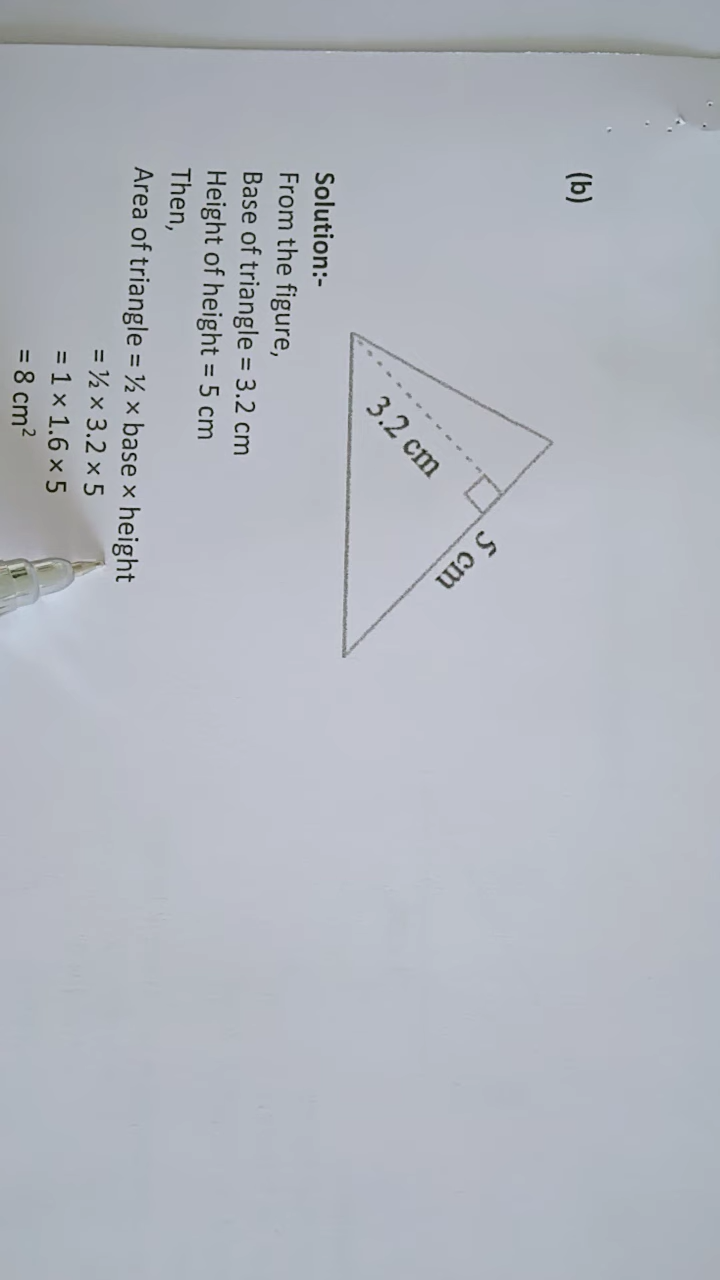 (b)
3.2 cm
5 cm
Solution:-
From the figure,
Base of triangle = 3.2 cm
Height of height = 5 cm
Then,
Area of triangle = ½ × base × height
= ½ × 3.2 × 5
= 1 × 1.6 × 5
= 8 cm²